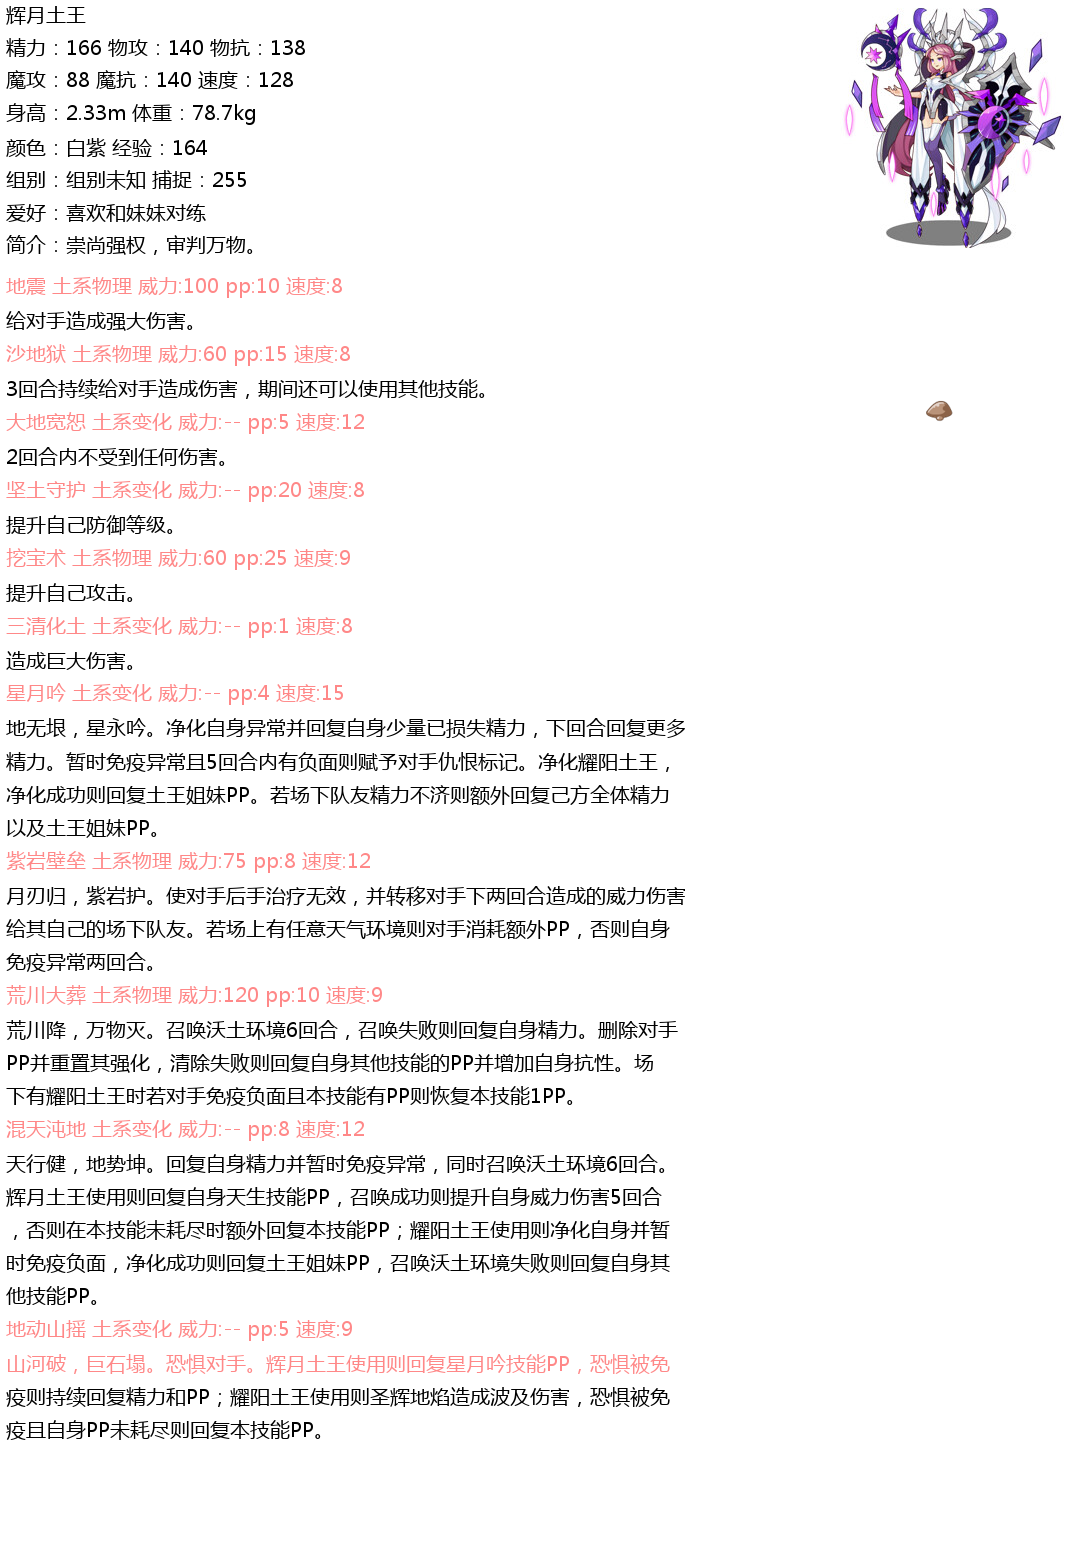 辉月土王
精力：166 物攻：140 物抗：138
魔攻：88 魔抗：140 速度：128
身高：2.33m 体重：78.7kg
颜色：白紫 经验：164
组别：组别未知 捕捉：255
爱好：喜欢和妹妹对练
简介：崇尚强权，审判万物。
地震 土系物理 威力:100 pp:10 速度:8
给对手造成强大伤害。
沙地狱 土系物理 威力:60 pp:15 速度:8
3回合持续给对手造成伤害，期间还可以使用其他技能。
大地宽恕 土系变化 威力:-- pp:5 速度:12
2回合内不受到任何伤害。
坚土守护 土系变化 威力:-- pp:20 速度:8
提升自己防御等级。
挖宝术 土系物理 威力:60 pp:25 速度:9
提升自己攻击。
三清化土 土系变化 威力:-- pp:1 速度:8
造成巨大伤害。
星月吟 土系变化 威力:-- pp:4 速度:15
地无垠，星永吟。净化自身异常并回复自身少量已损失精力，下回合回复更多
精力。暂时免疫异常且5回合内有负面则赋予对手仇恨标记。净化耀阳土王，
净化成功则回复土王姐妹PP。若场下队友精力不济则额外回复己方全体精力
以及土王姐妹PP。
紫岩壁垒 土系物理 威力:75 pp:8 速度:12
月刃归，紫岩护。使对手后手治疗无效，并转移对手下两回合造成的威力伤害
给其自己的场下队友。若场上有任意天气环境则对手消耗额外PP，否则自身
免疫异常两回合。
荒川大葬 土系物理 威力:120 pp:10 速度:9
荒川降，万物灭。召唤沃土环境6回合，召唤失败则回复自身精力。删除对手
PP并重置其强化，清除失败则回复自身其他技能的PP并增加自身抗性。场
下有耀阳土王时若对手免疫负面且本技能有PP则恢复本技能1PP。
混天沌地 土系变化 威力:-- pp:8 速度:12
天行健，地势坤。回复自身精力并暂时免疫异常，同时召唤沃土环境6回合。
辉月土王使用则回复自身天生技能PP，召唤成功则提升自身威力伤害5回合
，否则在本技能未耗尽时额外回复本技能PP；耀阳土王使用则净化自身并暂
时免疫负面，净化成功则回复土王姐妹PP，召唤沃土环境失败则回复自身其
他技能PP。
地动山摇 土系变化 威力:-- pp:5 速度:9
山河破，巨石塌。恐惧对手。辉月土王使用则回复星月吟技能PP，恐惧被免
疫则持续回复精力和PP；耀阳土王使用则圣辉地焰造成波及伤害，恐惧被免
疫且自身PP未耗尽则回复本技能PP。